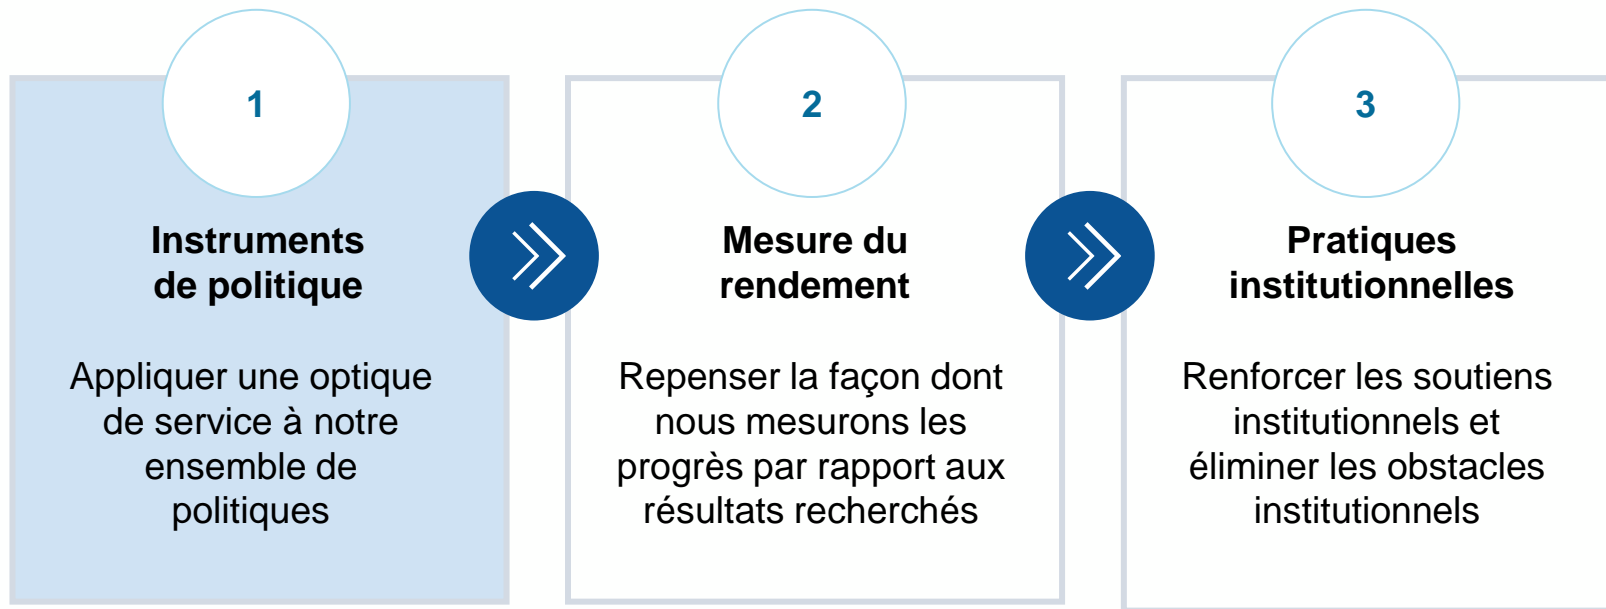 1
Instruments
de politique
Appliquer une optique
de service à notre
ensemble de
politiques
2
Mesure du
rendement
Repenser la façon dont
nous mesurons les
progrès par rapport aux
résultats recherchés
3
Pratiques
institutionnelles
Renforcer les soutiens
institutionnels et
éliminer les obstacles
institutionnels